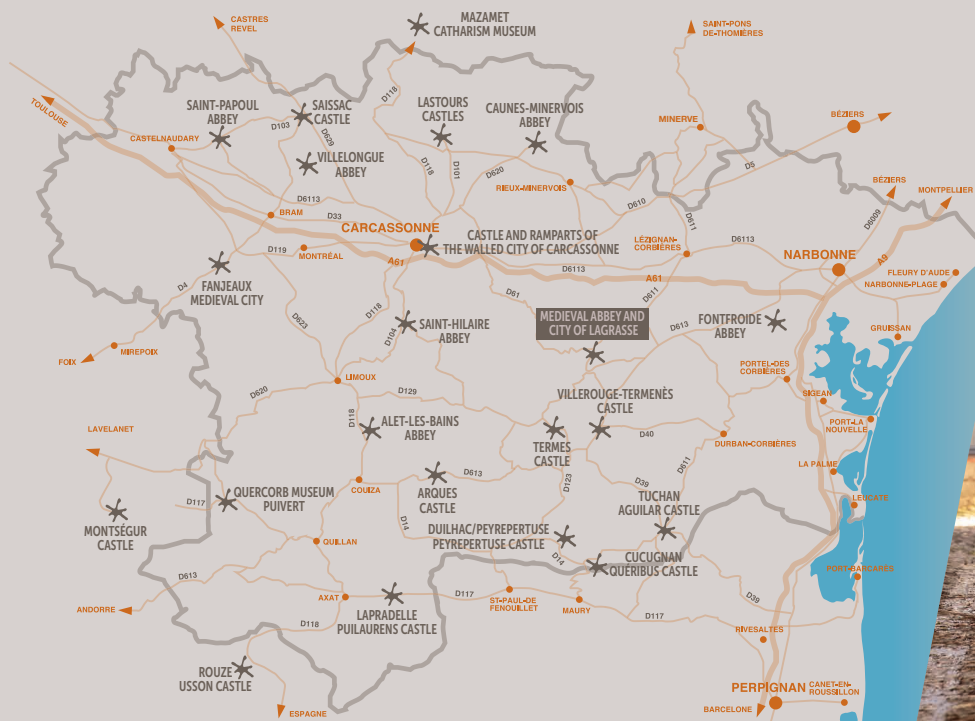 CASTRES
REVEL
MAZAMET
CATHARISM MUSEUM
SAINT-PONS
DE-THOMIÈRES
TOULOUSE
SAINT-PAPOUL
ABBEY
SAISSAC
CASTLE
D118
LASTOURS
CASTLES
CAUNES-MINERVOIS
ABBEY
MINERVE
BÉZIERS
CASTELNAUDARY
D103
D629
VILLELONGUE
ABBEY
D118
D101
D620
RIEUX-MINERVOIS
D5
BÉZIERS
MONTPELLIER
D6113
BRAM
D33
D610
D611
D6009
CARCASSONNE
CASTLE AND RAMPARTS OF
THE WALLED CITY OF CARCASSONNE
LÉZIGNAN-
CORBIÈRES
D6113
NARBONNE
D119
MONTRÉAL
A61
D6113
A61
A9
FLEURY D'AUDE
NARBONNE-PLAGE
FANJEAUX
MEDIEVAL CITY
D4
D61
D611
D623
D118
D104
SAINT-HILAIRE
ABBEY
MEDIEVAL ABBEY AND
CITY OF LAGRASSE
D613
FONTFROIDE
ABBEY
GRUISSAN
FOIX
MIREPOIX
LIMOUX
D620
D129
PORTEL-DES
CORBIÈRES
SIGEAN
VILLEROUGE-TERMENÈS
CASTLE
D118
ALET-LES-BAINS
ABBEY
TERMES
CASTLE
D40
DURBAN-CORBIÈRES
PORT-LA
NOUVELLE
LAVELANET
LA PALME
D611
COUIZA
ARQUES
CASTLE
D613
D123
D39
D117
QUERCORB MUSEUM
PUIVERT
TUCHAN
AGUILAR CASTLE
LEUCATE
MONTSÉGUR
CASTLE
D14
DUILHAC/PEYREPERTUSE
PEYREPERTUSE CASTLE
QUILLAN
D14
CUCUGNAN
QUÉRIBUS CASTLE
PORT-BARCARÈS
D613
ANDORRE
AXAT
LAPRADELLE
PUILAURENS CASTLE
D117
ST-PAUL-DE
FENOUILLET
MAURY
D117
D39
D118
RIVESALTES
ROUZE
USSON CASTLE
PERPIGNAN
CANET-EN-
ROUSSILLON
BARCELONE
ESPAGNE